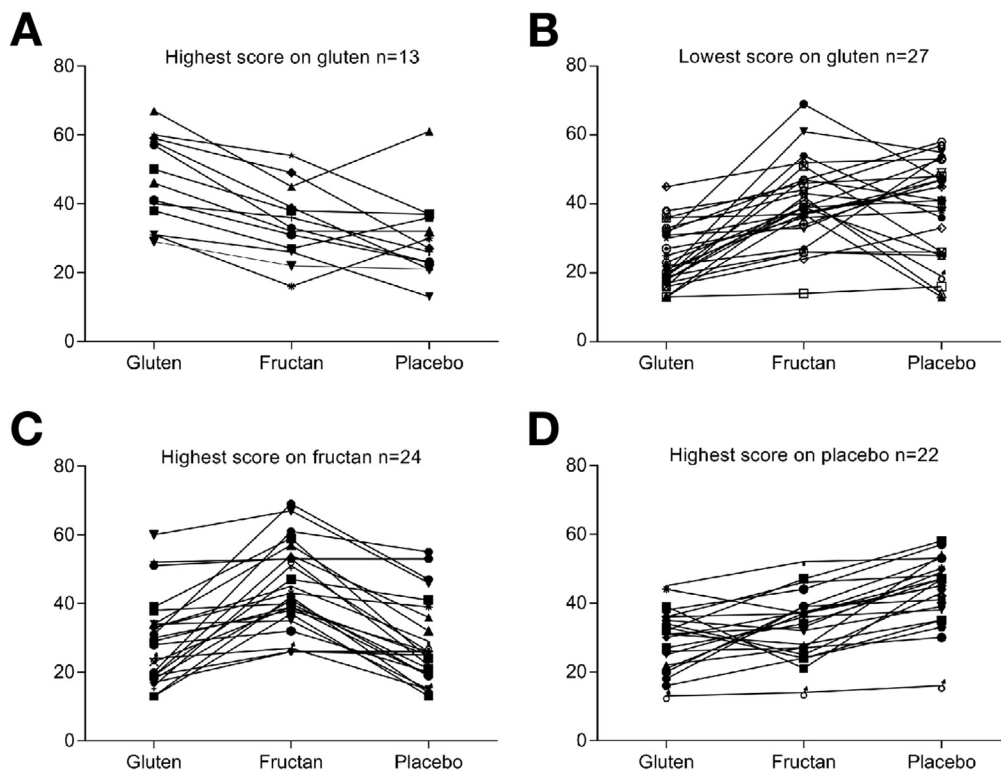 A
Highest score on gluten n=13
80
60
40
20
0
Gluten Fructan Placebo
B
Lowest score on gluten n=27
80
60
40
20
0
Gluten Fructan Placebo
C
Highest score on fructan n=24
80
60
40
20
0
Gluten Fructan Placebo
D
Highest score on placebo n=22
80
60
40
20
0
Gluten Fructan Placebo